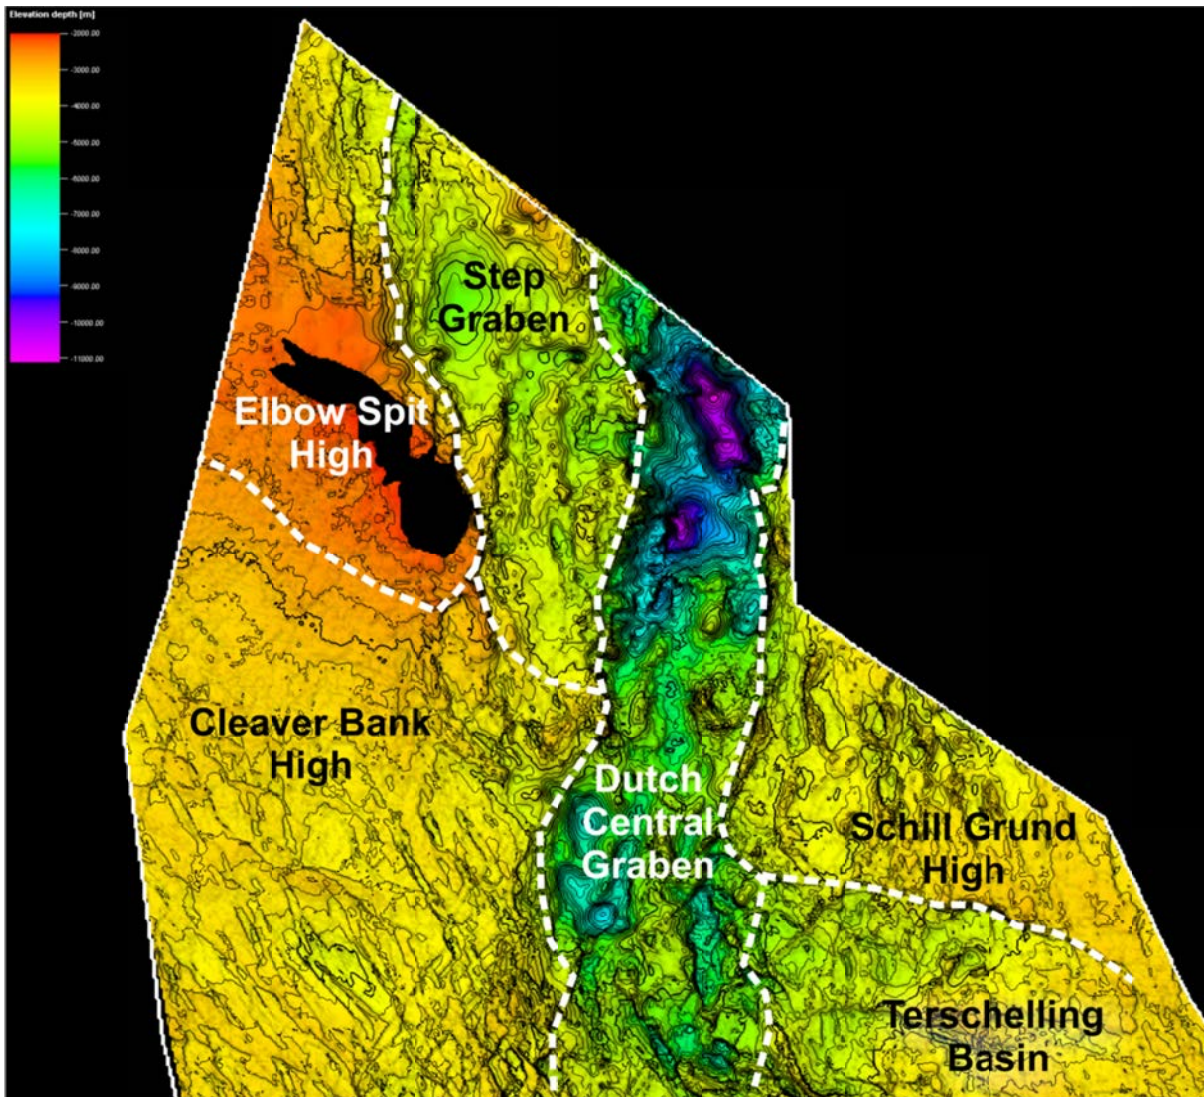 Elevation depth [m]
-2000.00
-3000.00
-4000.00
-5000.00
-6000.00
-7000.00
-8000.00
-9000.00
-10000.00
-11000.00
Step
Graben
Elbow Spit
High
Cleaver Bank
High
Dutch
Central
Graben
Schill Grund
High
Terschelling
Basin